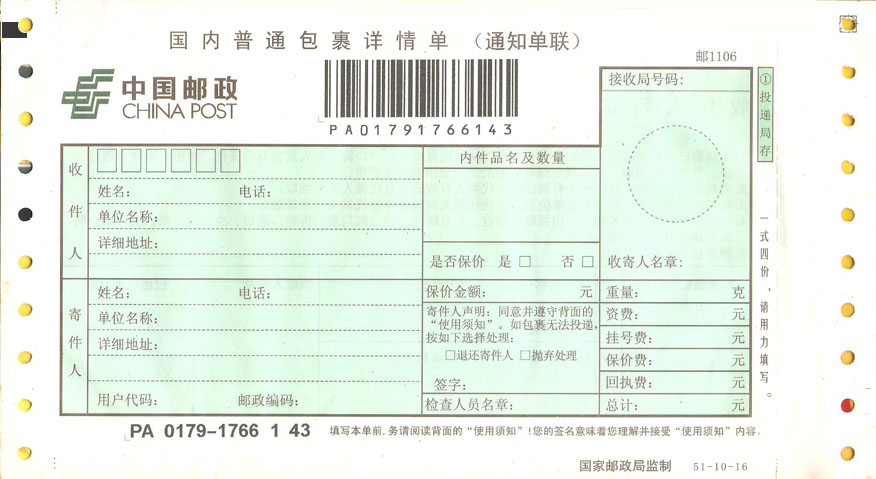 国内普通包裹详情单 (通知单联)
邮1106
中国邮政
CHINA POST
PA01791766143
接收局号码:
①投递局存
收件人
内件品名及数量
姓名: 电话:
单位名称:
详细地址:
是否保价 是□ 否□
收寄人名章:
一式四份,请用力填写。
寄件人
姓名: 电话:
保价金额: 元
重量: 克
单位名称:
寄件人声明: 同意并遵守背面的
“使用须知”。如包裹无法投递,
按如下选择处理:
资费: 元
详细地址:
挂号费: 元
□退还寄件人 □抛弃处理
保价费: 元
签字:
回执费: 元
用户代码: 邮政编码:
检查人员名章:
总计: 元
PA 0179-1766 1 43
填写本单前,务请阅读背面的“使用须知”!您的签名意味着您理解并接受“使用须知”内容。
国家邮政局监制 51-10-16